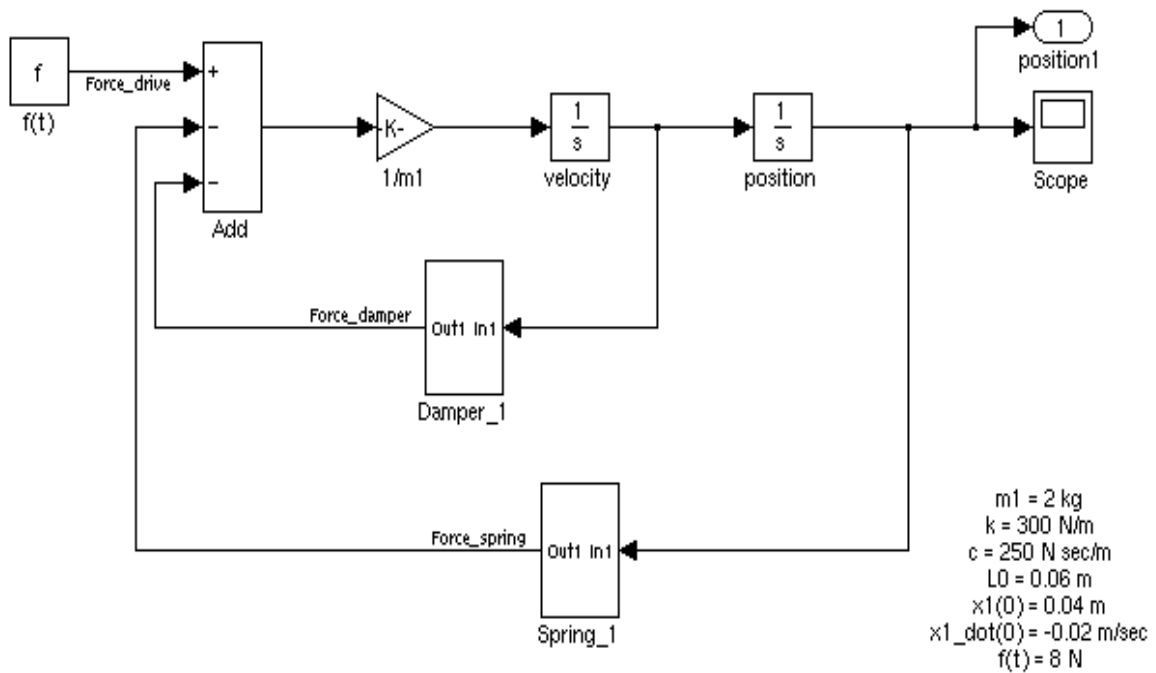 f
f(t)
Force_drive
+
−
−
Add
-K-
1/m1
1
s
velocity
1
s
position
1
position1
Scope
Force_damper
Out1 In1
Damper_1
Force_spring
Out1 In1
Spring_1
m1 = 2 kg
k = 300 N/m
c = 250 N sec/m
L0 = 0.06 m
x1(0) = 0.04 m
x1_dot(0) = -0.02 m/sec
f(t) = 8 N